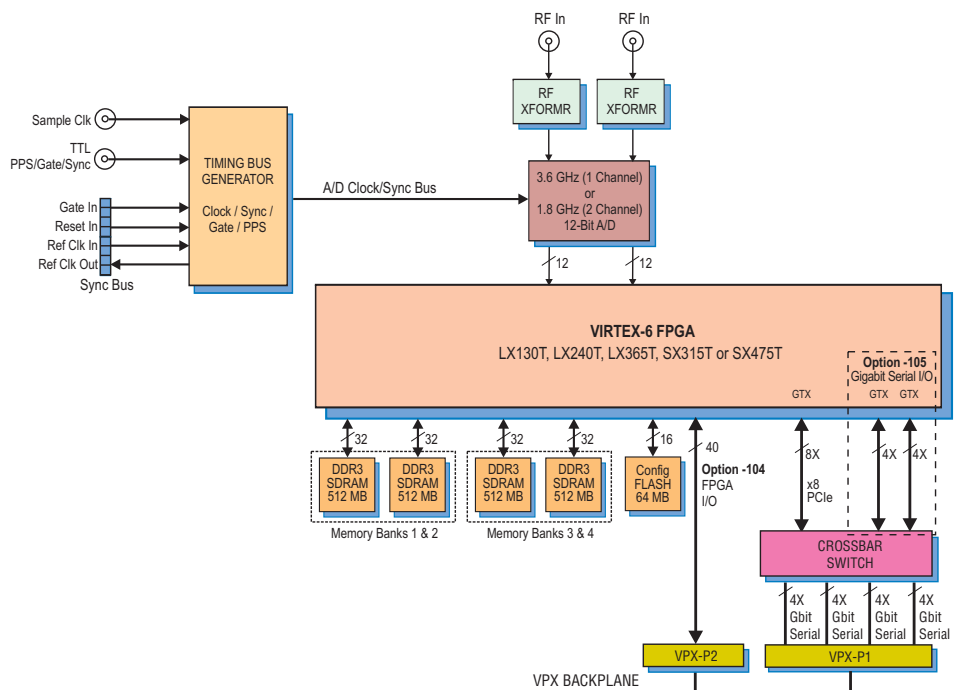 RF In
RF In
RF
XFORMR
RF
XFORMR
Sample Clk
TTL
PPS/Gate/Sync
TIMING BUS
GENERATOR
Clock / Sync /
Gate / PPS
A/D Clock/Sync Bus
3.6 GHz (1 Channel)
or
1.8 GHz (2 Channel)
12-Bit A/D
Gate In
Reset In
Ref Clk In
Ref Clk Out
Sync Bus
12
12
VIRTEX-6 FPGA
LX130T, LX240T, LX365T, SX315T or SX475T
Option -105
Gigabit Serial I/O
GTX
GTX
GTX
32
32
32
32
16
40
8X
4X
4X
DDR3
SDRAM
512 MB
DDR3
SDRAM
512 MB
DDR3
SDRAM
512 MB
DDR3
SDRAM
512 MB
Config
FLASH
64 MB
Option -104
FPGA
I/O
x8
PCIe
Memory Banks 1 & 2
Memory Banks 3 & 4
CROSSBAR
SWITCH
4X
Gbit
Serial
4X
Gbit
Serial
4X
Gbit
Serial
4X
Gbit
Serial
VPX-P2
VPX-P1
VPX BACKPLANE